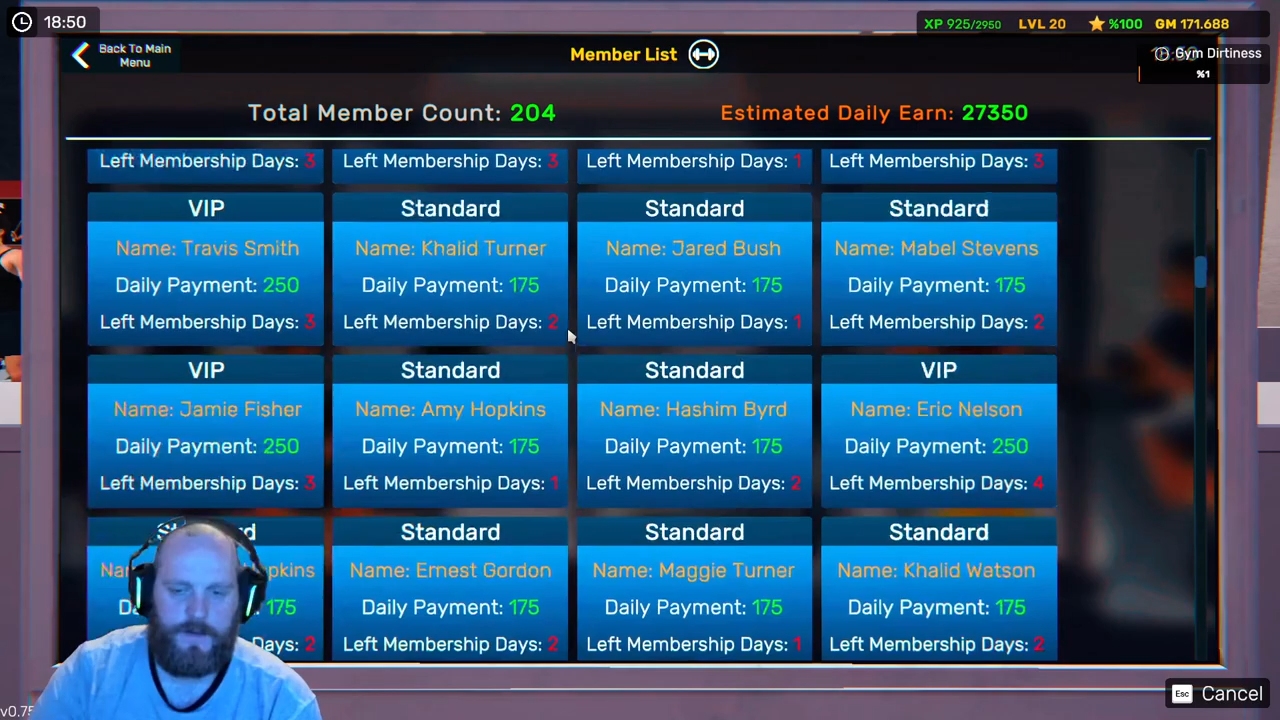 18:50
XP 925/2950 LVL 20 %100 GM 171.688
Back To Main
Menu
Member List
Gym Dirtiness
%1
Total Member Count: 204
Estimated Daily Earn: 27350
Left Membership Days: 3
Left Membership Days: 3
Left Membership Days: 1
Left Membership Days: 3
VIP
Name: Travis Smith
Daily Payment: 250
Left Membership Days: 3
Standard
Name: Khalid Turner
Daily Payment: 175
Left Membership Days: 2
Standard
Name: Jared Bush
Daily Payment: 175
Left Membership Days: 1
Standard
Name: Mabel Stevens
Daily Payment: 175
Left Membership Days: 2
VIP
Name: Jamie Fisher
Daily Payment: 250
Left Membership Days: 3
Standard
Name: Amy Hopkins
Daily Payment: 175
Left Membership Days: 1
Standard
Name: Hashim Byrd
Daily Payment: 175
Left Membership Days: 2
VIP
Name: Eric Nelson
Daily Payment: 250
Left Membership Days: 4
175
Days: 2
Standard
Name: Ernest Gordon
Daily Payment: 175
Left Membership Days: 2
Standard
Name: Maggie Turner
Daily Payment: 175
Left Membership Days: 1
Standard
Name: Khalid Watson
Daily Payment: 175
Left Membership Days: 2
Esc Cancel